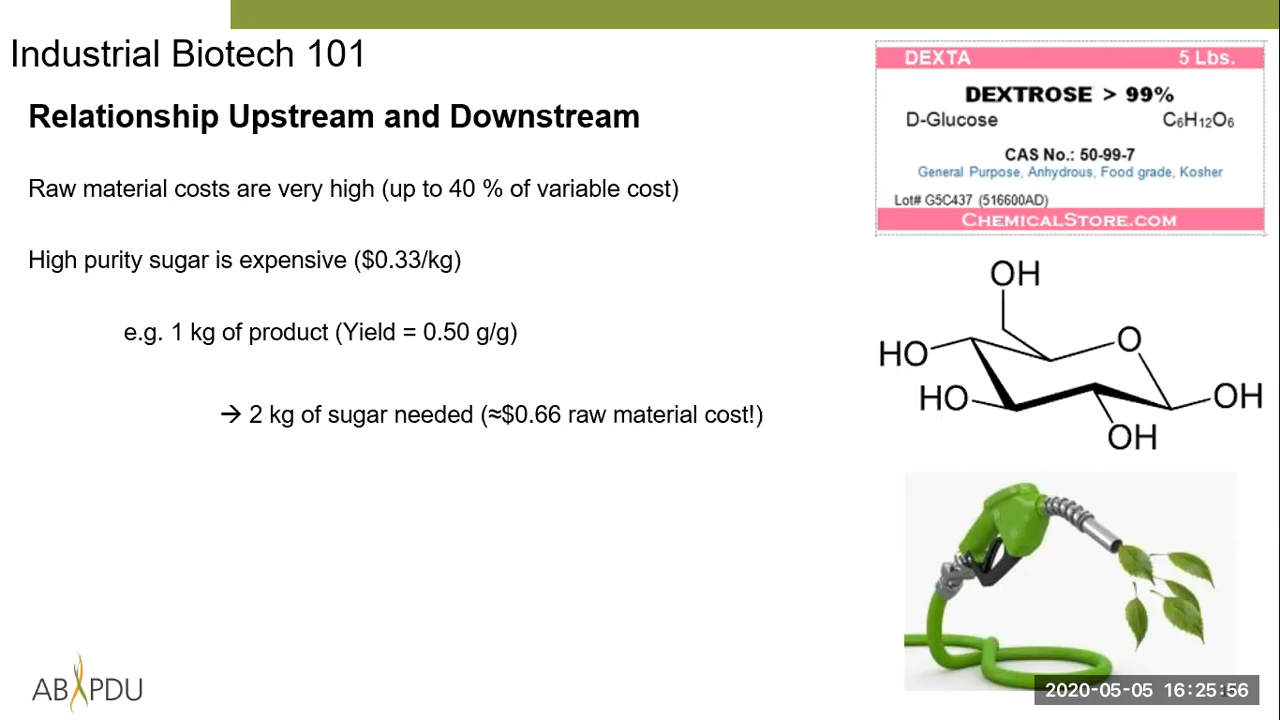 Industrial Biotech 101
Relationship Upstream and Downstream
Raw material costs are very high (up to 40 % of variable cost)
High purity sugar is expensive ($0.33/kg)
e.g. 1 kg of product (Yield = 0.50 g/g)
→ 2 kg of sugar needed (≈$0.66 raw material cost!)
DEXTA 5 Lbs.
DEXTROSE > 99%
D-Glucose C₆H₁₂O₆
CAS No.: 50-99-7
General Purpose, Anhydrous, Food grade, Kosher
Lot# G5C437 (516600AD)
CHEMICALSTORE.COM
OH
O
HO
HO OH
OH
ABPDU
2020-05-05 16:25:56